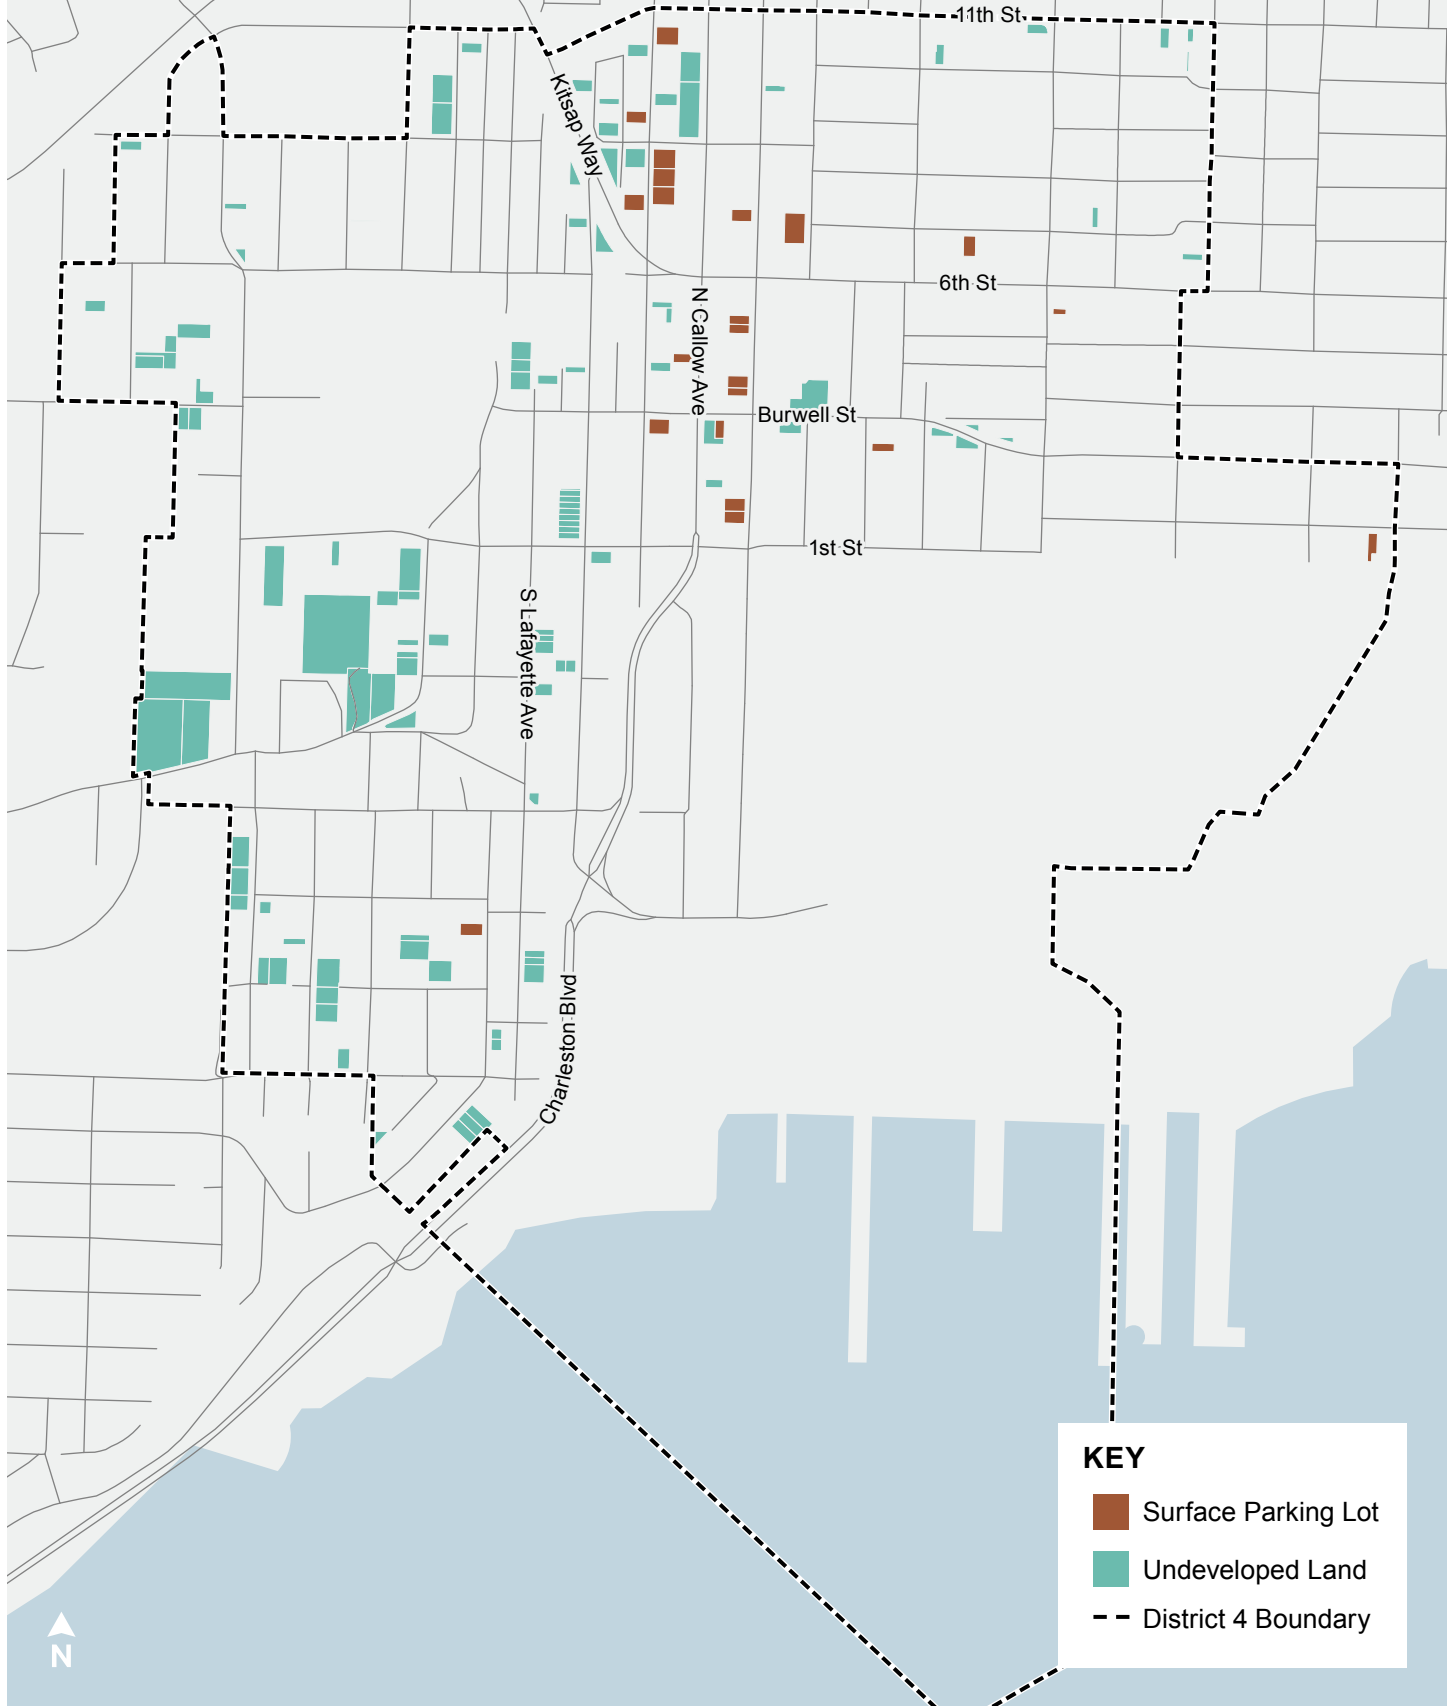 11th St
Kitsap Way
6th St
N Callow Ave
Burwell St
1st St
S Lafayette Ave
Charleston Blvd
KEY
Surface Parking Lot
Undeveloped Land
District 4 Boundary
N